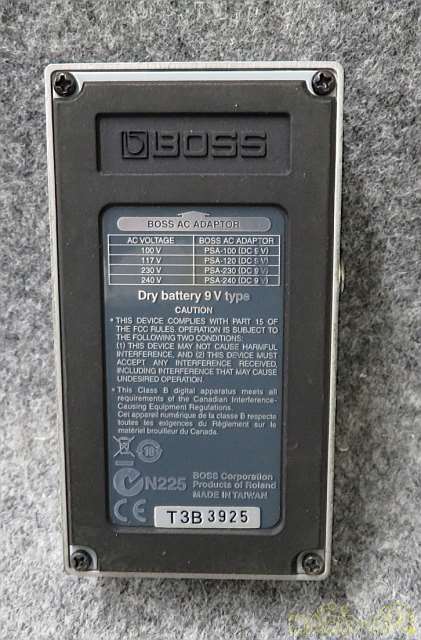 BOSS
BOSS AC ADAPTOR
AC VOLTAGE BOSS AC ADAPTOR
100 V PSA-100 (DC 9 V)
117 V PSA-120 (DC 9 V)
230 V PSA-230 (DC 9 V)
240 V PSA-240 (DC 9 V)
Dry battery 9 V type
CAUTION
• THIS DEVICE COMPLIES WITH PART 15 OF
THE FCC RULES. OPERATION IS SUBJECT TO
THE FOLLOWING TWO CONDITIONS:
(1) THIS DEVICE MAY NOT CAUSE HARMFUL
INTERFERENCE, AND (2) THIS DEVICE MUST
ACCEPT ANY INTERFERENCE RECEIVED,
INCLUDING INTERFERENCE THAT MAY CAUSE
UNDESIRED OPERATION.
• This Class B digital apparatus meets all
requirements of the Canadian Interference-
Causing Equipment Regulations.
Cet appareil numérique de la classe B respecte
toutes les exigences du Règlement sur le
matériel brouilleur du Canada.
N225
BOSS Corporation
Products of Roland
MADE IN TAIWAN
CE
T3B3925